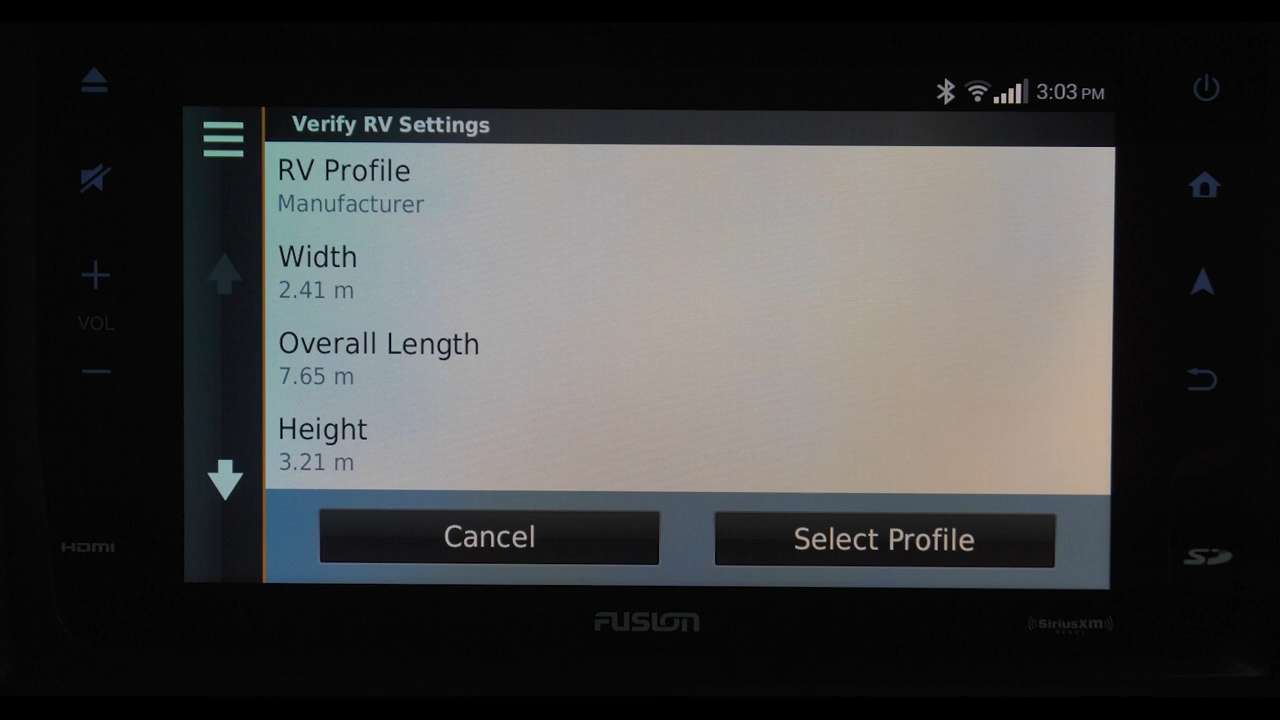 3:03 PM
Verify RV Settings
RV Profile
Manufacturer
Width
2.41 m
Overall Length
7.65 m
Height
3.21 m
Cancel
Select Profile
VOL
HDMI
SD
FUSION
SiriusXM
READY